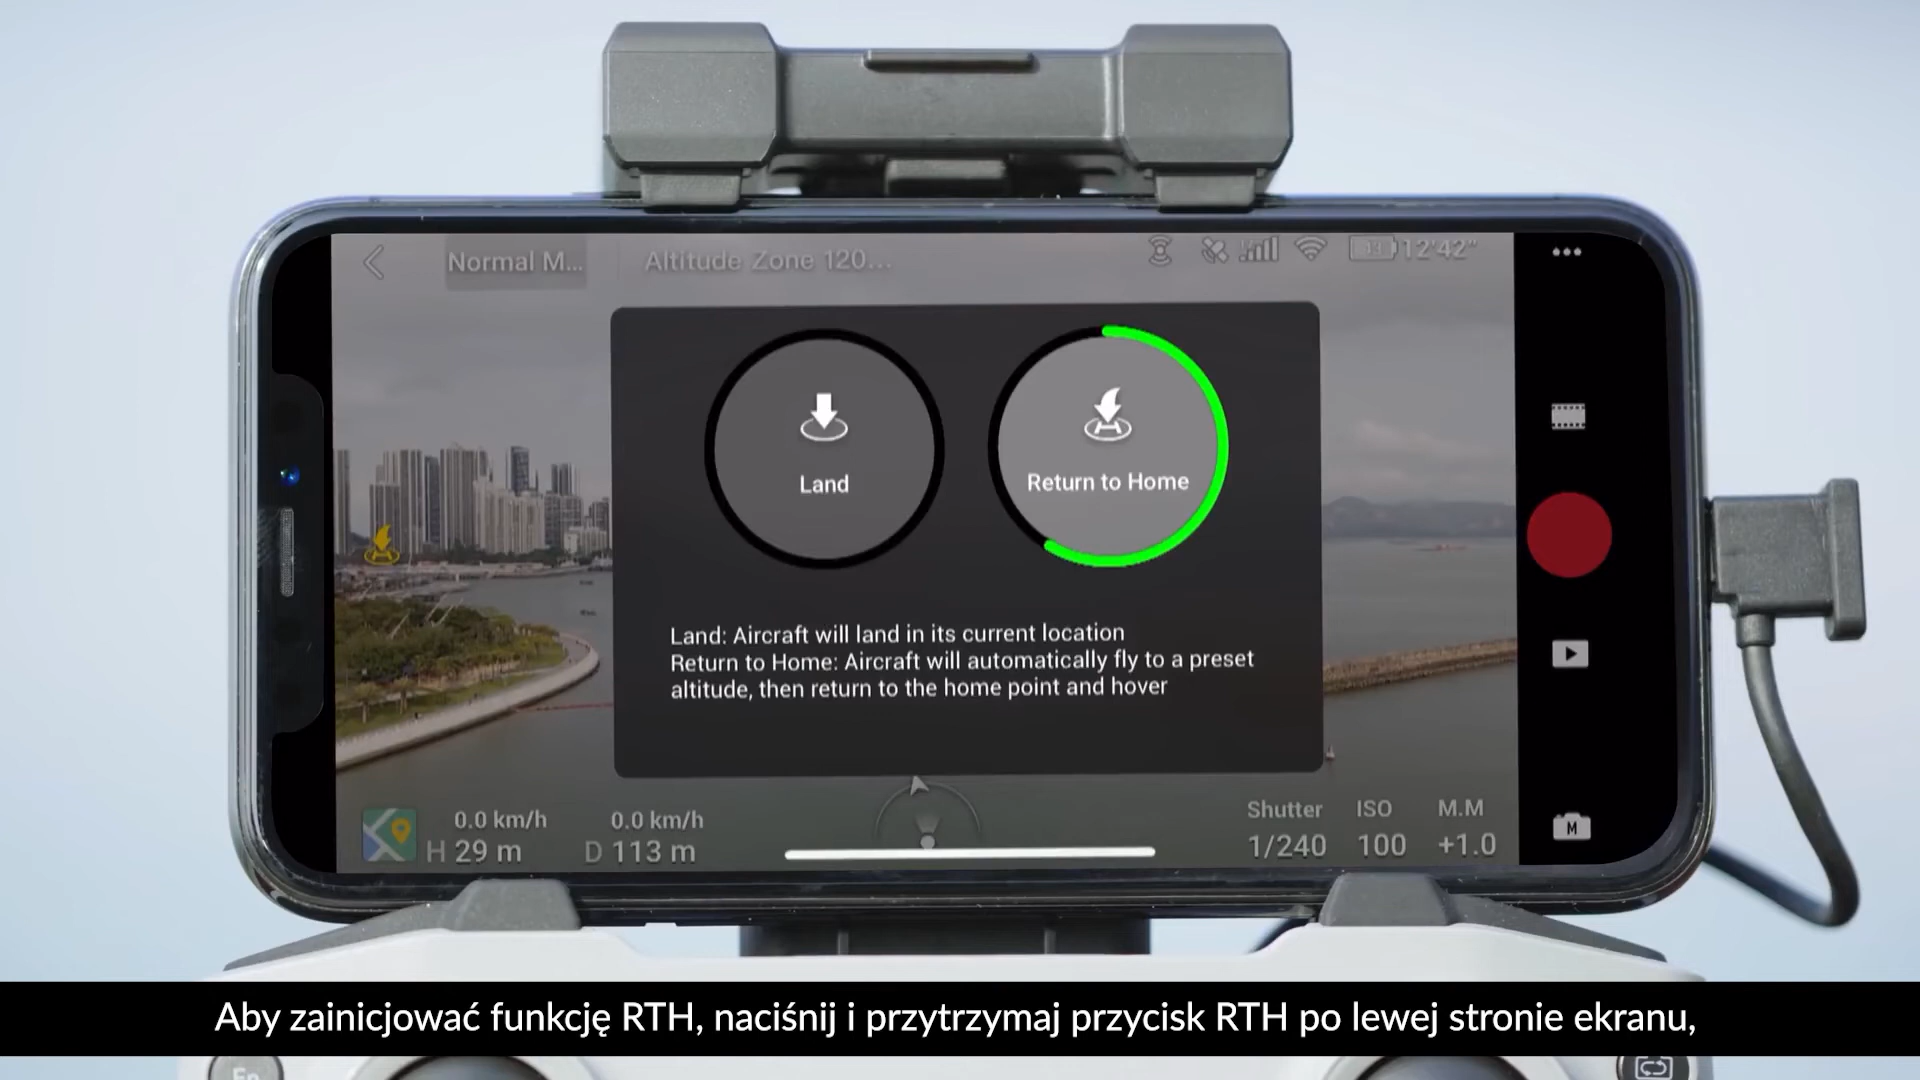 Normal M...
Altitude Zone 120...
12'42"
Land
Return to Home
Land: Aircraft will land in its current location
Return to Home: Aircraft will automatically fly to a preset
altitude, then return to the home point and hover
0.0 km/h
0.0 km/h
H 29 m
D 113 m
Shutter
ISO
M.M
1/240
100
+1.0
M
Aby zainicjować funkcję RTH, naciśnij i przytrzymaj przycisk RTH po lewej stronie ekranu,
Fn